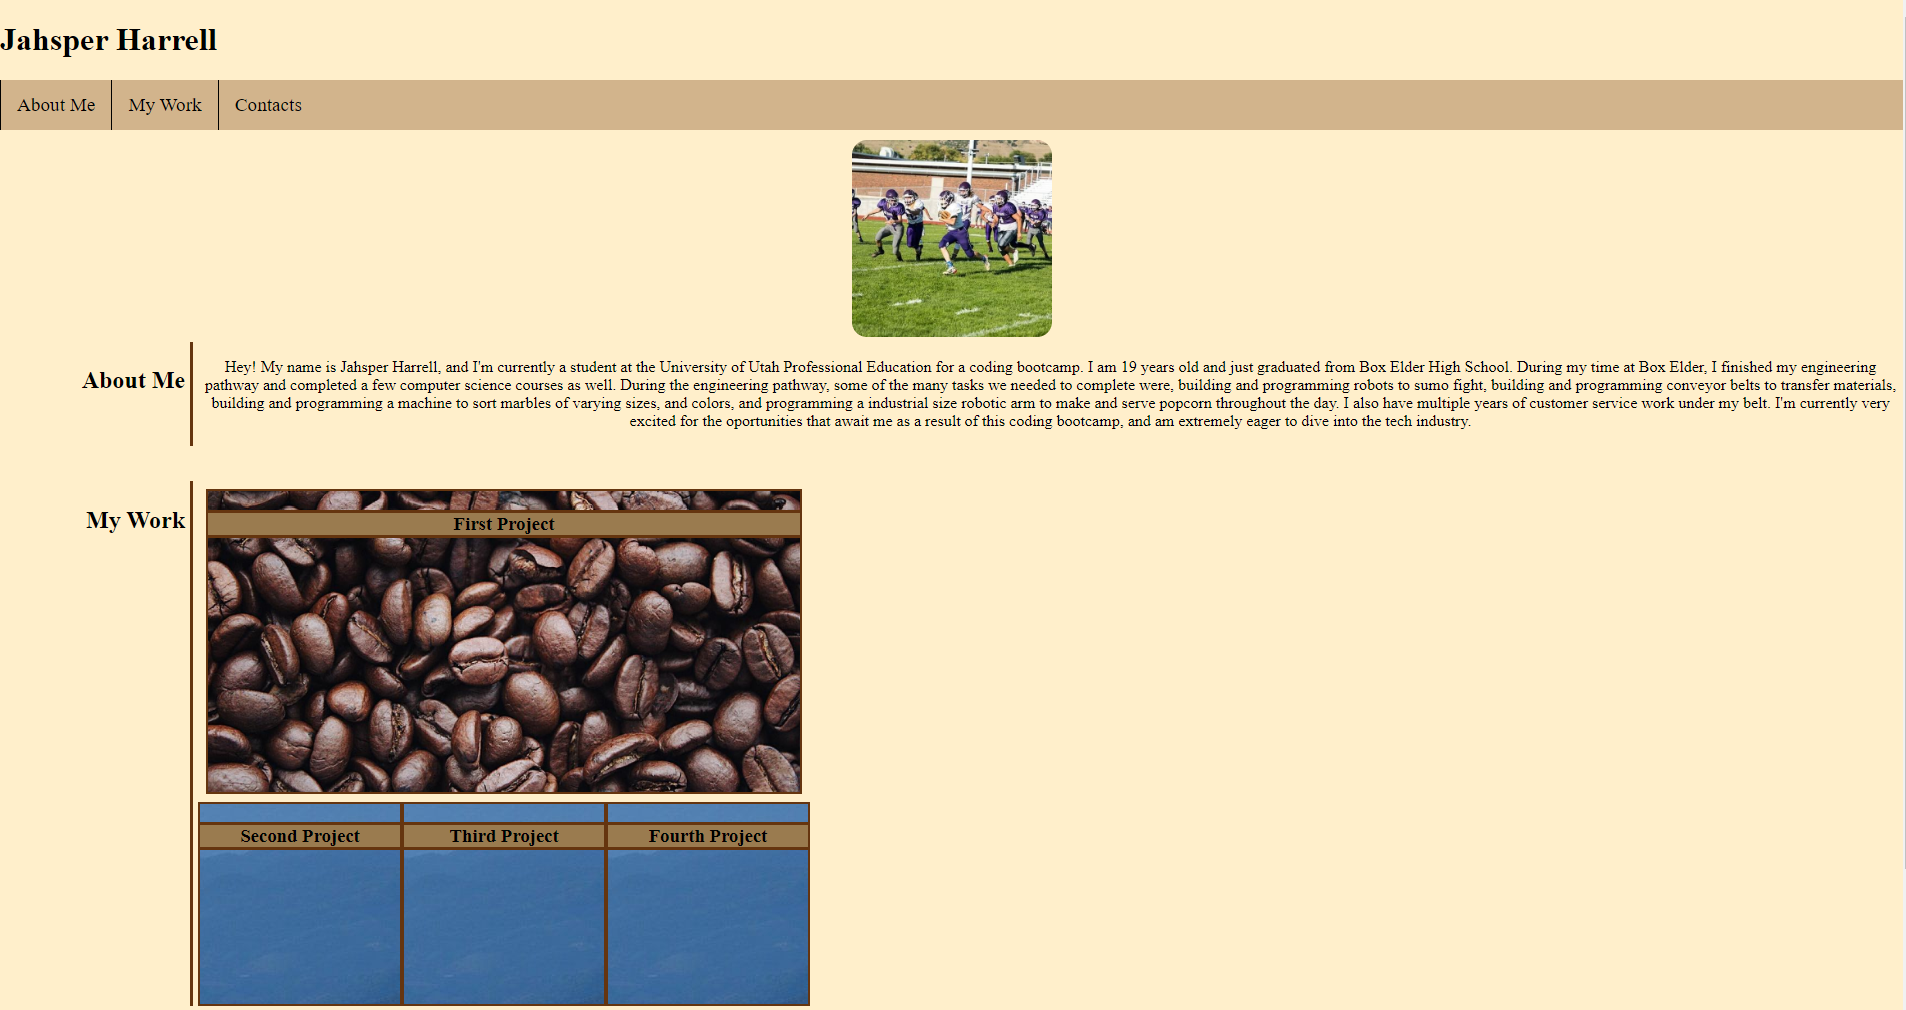 Jahsper Harrell
About Me
My Work
Contacts
About Me
Hey! My name is Jahsper Harrell, and I'm currently a student at the University of Utah Professional Education for a coding bootcamp. I am 19 years old and just graduated from Box Elder High School. During my time at Box Elder, I finished my engineering
pathway and completed a few computer science courses as well. During the engineering pathway, some of the many tasks we needed to complete were, building and programming robots to sumo fight, building and programming conveyor belts to transfer materials,
building and programming a machine to sort marbles of varying sizes, and colors, and programming a industrial size robotic arm to make and serve popcorn throughout the day. I also have multiple years of customer service work under my belt. I'm currently very
excited for the oportunities that await me as a result of this coding bootcamp, and am extremely eager to dive into the tech industry.
My Work
First Project
Second Project
Third Project
Fourth Project